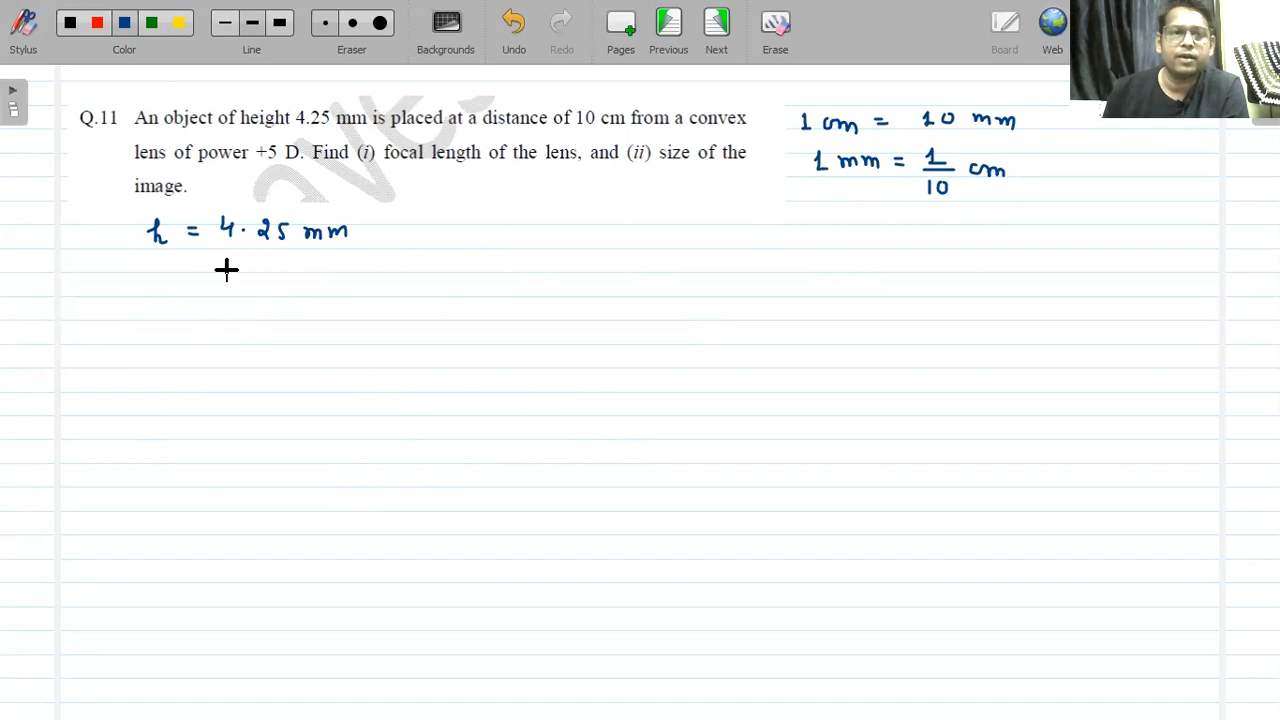 Stylus Color Line Eraser Backgrounds Undo Redo Pages Previous Next Erase Board Web
Q.11 An object of height 4.25 mm is placed at a distance of 10 cm from a convex
lens of power +5 D. Find (i) focal length of the lens, and (ii) size of the
image.
1 cm = 10 mm
1 mm = 1/10 cm
h = 4.25 mm